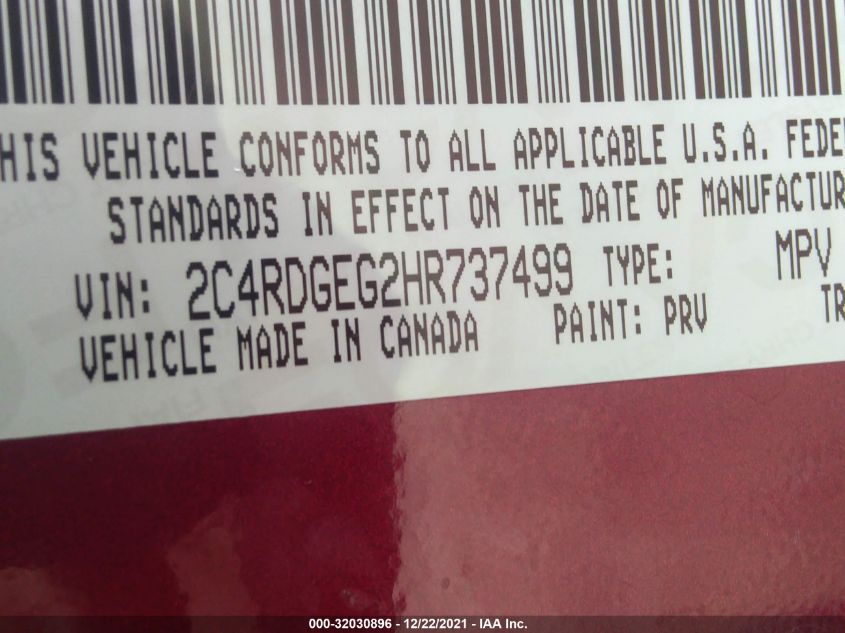 HIS VEHICLE CONFORMS TO ALL APPLICABLE U.S.A. FEDE
STANDARDS IN EFFECT ON THE DATE OF MANUFACTUR
VIN: 2C4RDGEG2HR737499 TYPE: MPV
VEHICLE MADE IN CANADA PAINT: PRV TR
000-32030896 - 12/22/2021 - IAA Inc.